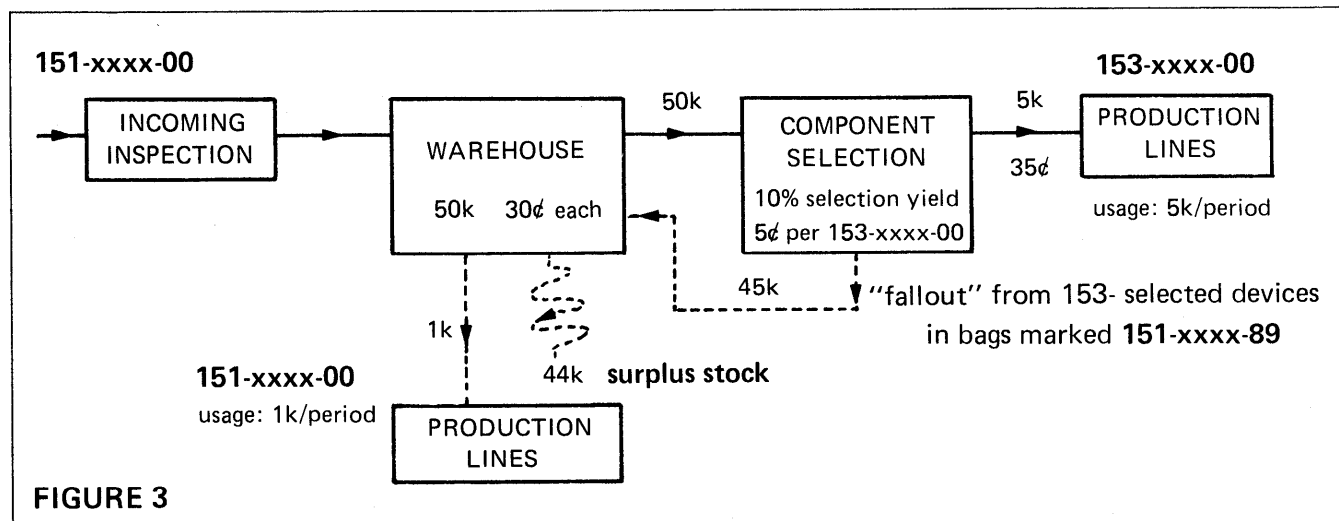 151-xxxx-00
INCOMING
INSPECTION
WAREHOUSE
50k 30¢ each
50k
COMPONENT
SELECTION
10% selection yield
5¢ per 153-xxxx-00
5k
35¢
153-xxxx-00
PRODUCTION
LINES
usage: 5k/period
45k
"fallout" from 153- selected devices
in bags marked 151-xxxx-89
1k
44k surplus stock
151-xxxx-00
usage: 1k/period
PRODUCTION
LINES
FIGURE 3